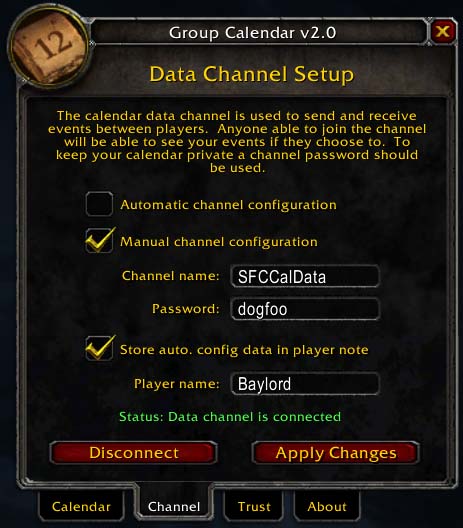 12
Group Calendar v2.0
X
Data Channel Setup
The calendar data channel is used to send and receive
events between players. Anyone able to join the channel
will be able to see your events if they choose to. To
keep your calendar private a channel password should
be used.
Automatic channel configuration
Manual channel configuration
Channel name: SFCCalData
Password: dogfoo
Store auto. config data in player note
Player name: Baylord
Status: Data channel is connected
Disconnect Apply Changes
Calendar Channel Trust About